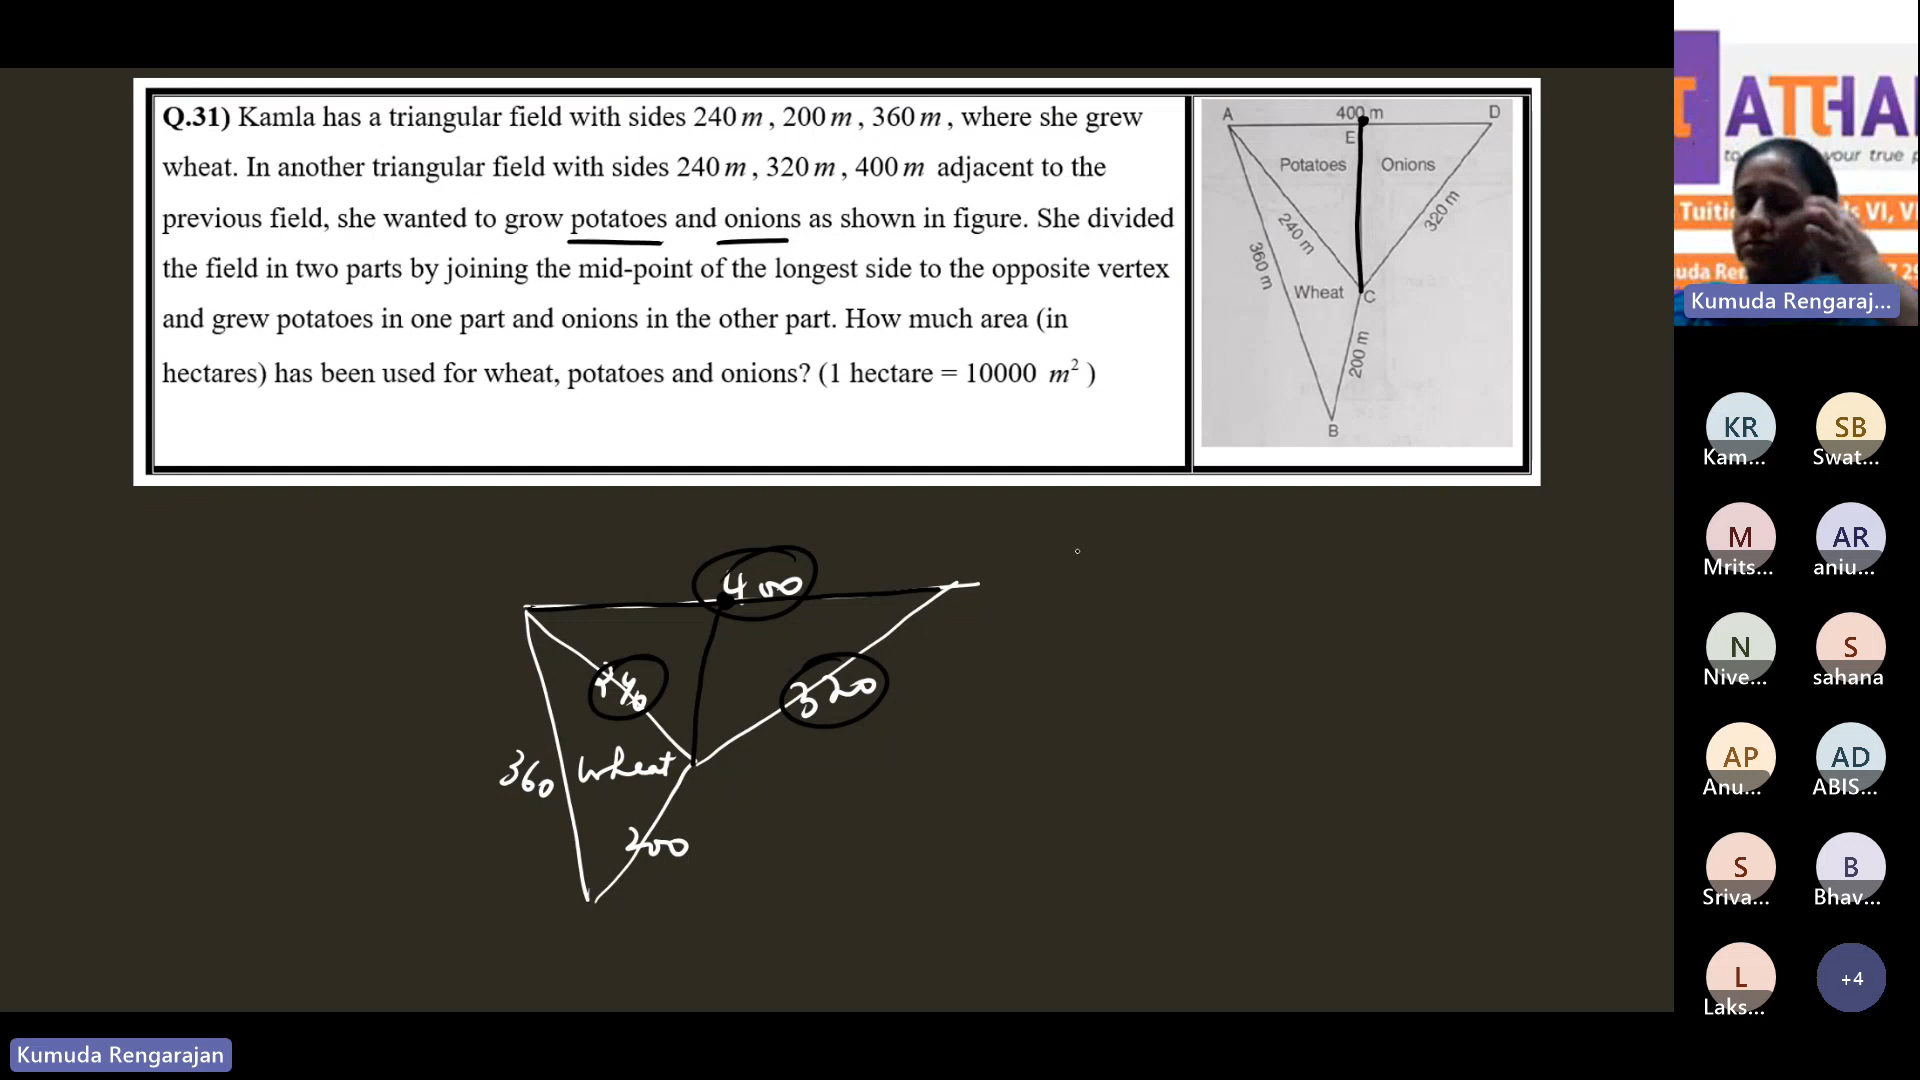 Q.31) Kamla has a triangular field with sides 240 m , 200 m , 360 m , where she grew
wheat. In another triangular field with sides 240 m , 320 m , 400 m adjacent to the
previous field, she wanted to grow potatoes and onions as shown in figure. She divided
the field in two parts by joining the mid-point of the longest side to the opposite vertex
and grew potatoes in one part and onions in the other part. How much area (in
hectares) has been used for wheat, potatoes and onions? (1 hectare = 10000 m² )
A
400 m
D
E
Potatoes
Onions
240 m
320 m
360 m
Wheat
C
200 m
B
400
240
320
360
wheat
200
ATTHA
your true
Tuiti
s VI, V
Kumuda Rengaraj...
KR
Kam...
SB
Swat...
M
Mrits...
AR
aniu...
N
Nive...
S
sahana
AP
Anu...
AD
ABIS...
S
Sriva...
B
Bhav...
L
Laks...
+4
Kumuda Rengarajan